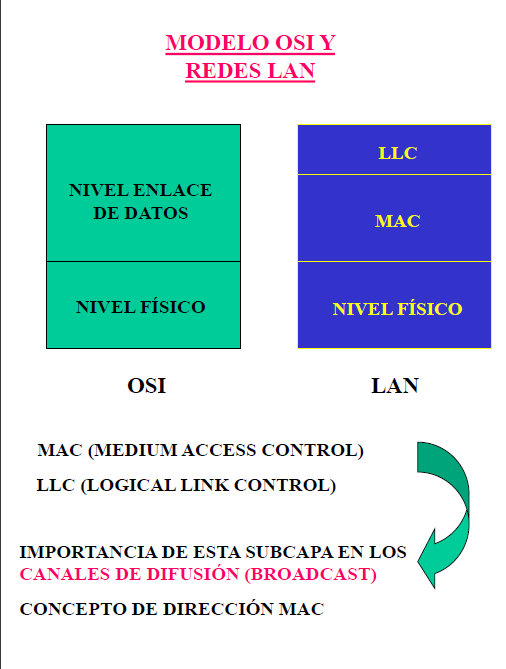 MODELO OSI Y
REDES LAN
NIVEL ENLACE
DE DATOS
NIVEL FÍSICO
OSI
LLC
MAC
NIVEL FÍSICO
LAN
MAC (MEDIUM ACCESS CONTROL)
LLC (LOGICAL LINK CONTROL)
IMPORTANCIA DE ESTA SUBCAPA EN LOS
CANALES DE DIFUSIÓN (BROADCAST)
CONCEPTO DE DIRECCIÓN MAC